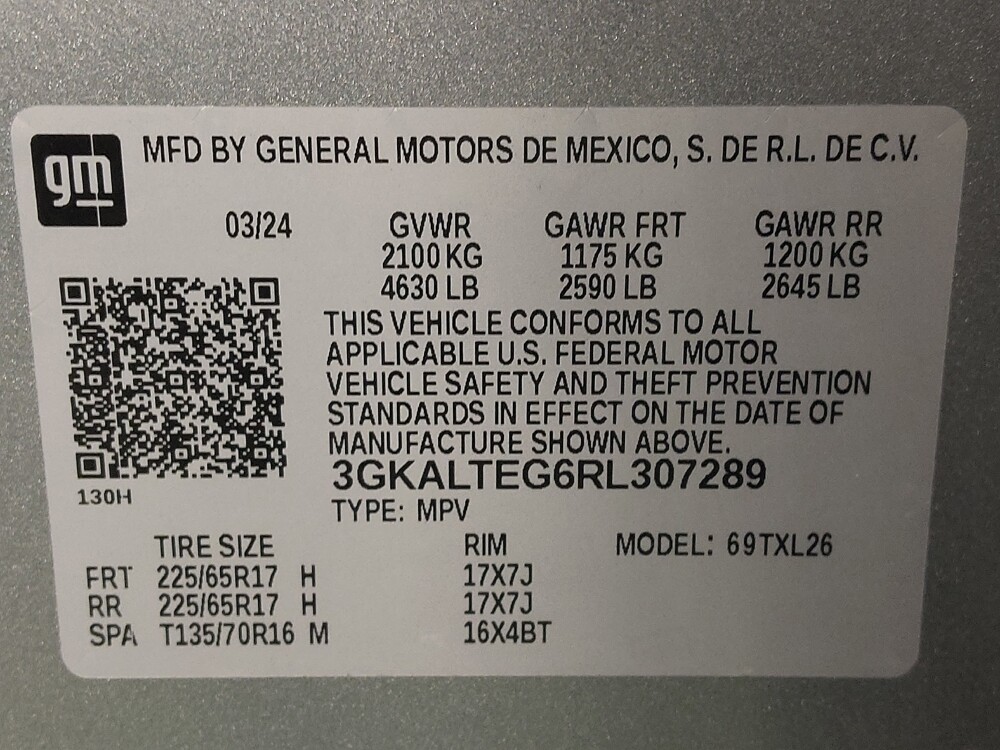 gm
MFD BY GENERAL MOTORS DE MEXICO, S. DE R.L. DE C.V.
03/24 GVWR GAWR FRT GAWR RR
2100 KG 1175 KG 1200 KG
4630 LB 2590 LB 2645 LB
THIS VEHICLE CONFORMS TO ALL
APPLICABLE U.S. FEDERAL MOTOR
VEHICLE SAFETY AND THEFT PREVENTION
STANDARDS IN EFFECT ON THE DATE OF
MANUFACTURE SHOWN ABOVE.
3GKALTEG6RL307289
130H
TYPE: MPV
TIRE SIZE RIM MODEL: 69TXL26
FRT 225/65R17 H 17X7J
RR 225/65R17 H 17X7J
SPA T135/70R16 M 16X4BT